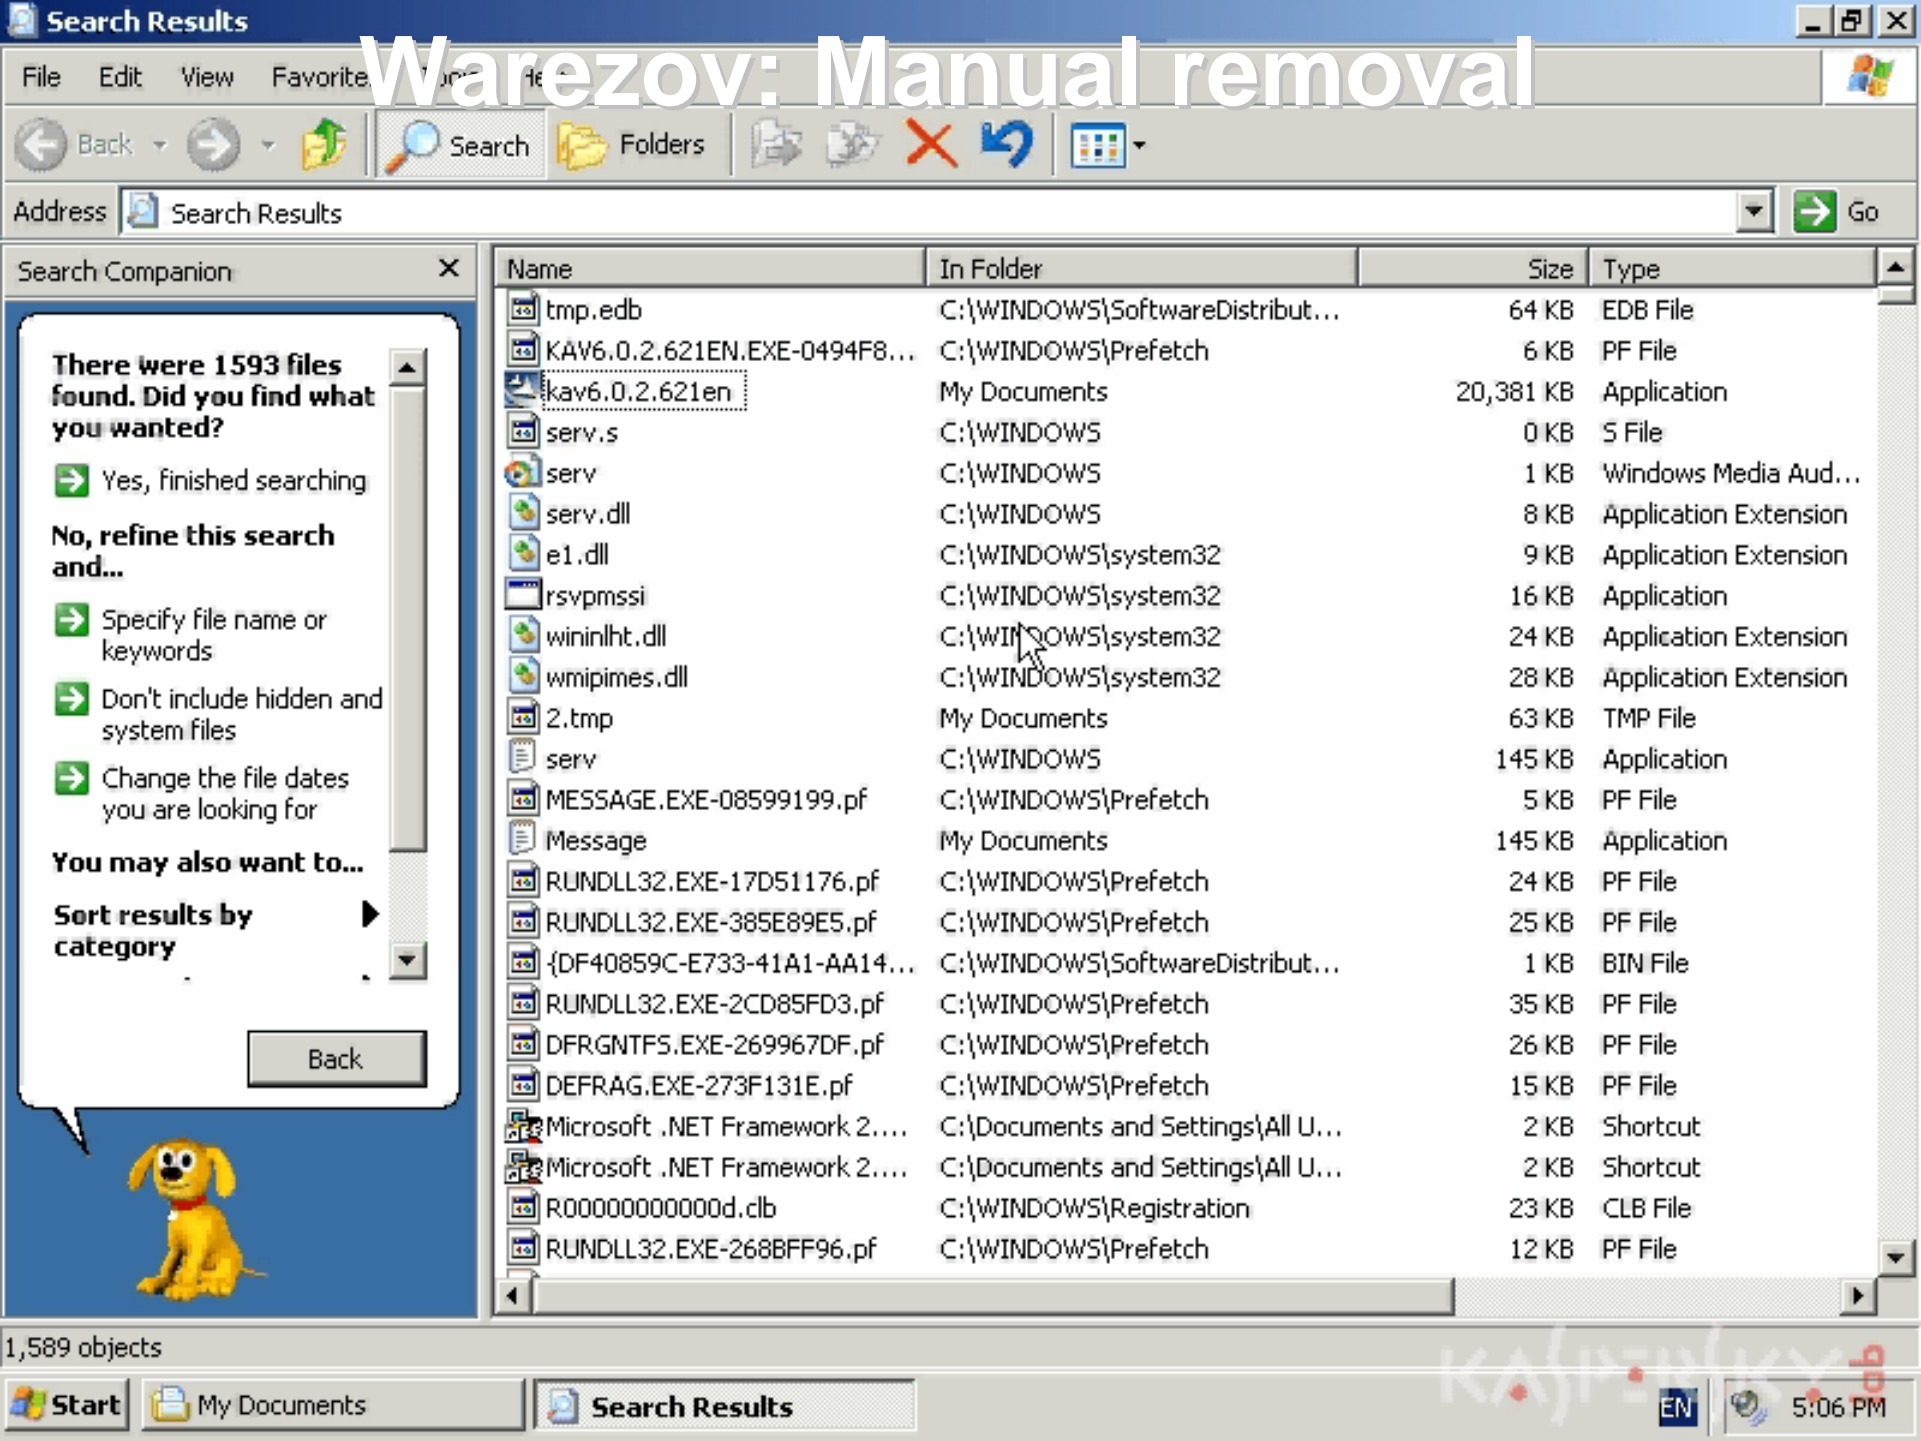 Search Results
Warezov: Manual removal
File Edit View Favorite
Back Search Folders
Address Search Results Go
Search Companion
There were 1593 files
found. Did you find what
you wanted?
Yes, finished searching
No, refine this search
and...
Specify file name or
keywords
Don't include hidden and
system files
Change the file dates
you are looking for
You may also want to...
Sort results by
category
Back
Name In Folder Size Type
tmp.edb C:\WINDOWS\SoftwareDistribut... 64 KB EDB File
KAV6.0.2.621EN.EXE-0494F8... C:\WINDOWS\Prefetch 6 KB PF File
kav6.0.2.621en My Documents 20,381 KB Application
serv.s C:\WINDOWS 0 KB S File
serv C:\WINDOWS 1 KB Windows Media Aud...
serv.dll C:\WINDOWS 8 KB Application Extension
e1.dll C:\WINDOWS\system32 9 KB Application Extension
rsvpmssi C:\WINDOWS\system32 16 KB Application
wininlht.dll C:\WINDOWS\system32 24 KB Application Extension
wmipimes.dll C:\WINDOWS\system32 28 KB Application Extension
2.tmp My Documents 63 KB TMP File
serv C:\WINDOWS 145 KB Application
MESSAGE.EXE-08599199.pf C:\WINDOWS\Prefetch 5 KB PF File
Message My Documents 145 KB Application
RUNDLL32.EXE-17D51176.pf C:\WINDOWS\Prefetch 24 KB PF File
RUNDLL32.EXE-385E89E5.pf C:\WINDOWS\Prefetch 25 KB PF File
{DF40859C-E733-41A1-AA14... C:\WINDOWS\SoftwareDistribut... 1 KB BIN File
RUNDLL32.EXE-2CD85FD3.pf C:\WINDOWS\Prefetch 35 KB PF File
DFRGNTFS.EXE-269967DF.pf C:\WINDOWS\Prefetch 26 KB PF File
DEFRAG.EXE-273F131E.pf C:\WINDOWS\Prefetch 15 KB PF File
Microsoft .NET Framework 2.... C:\Documents and Settings\All U... 2 KB Shortcut
Microsoft .NET Framework 2.... C:\Documents and Settings\All U... 2 KB Shortcut
R00000000000d.clb C:\WINDOWS\Registration 23 KB CLB File
RUNDLL32.EXE-268BFF96.pf C:\WINDOWS\Prefetch 12 KB PF File
1,589 objects
KASPERSKY lab
Start My Documents Search Results EN 5:06 PM